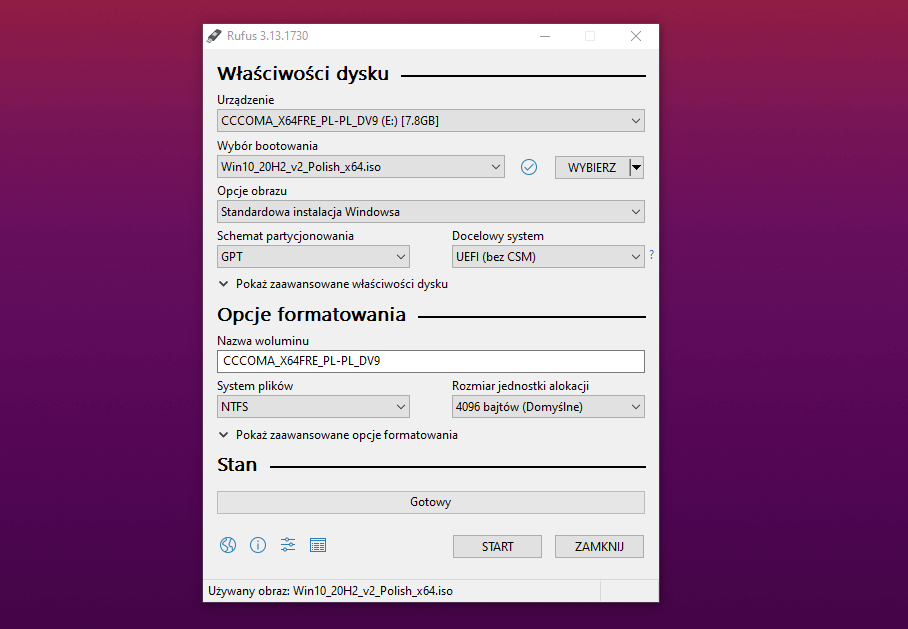 Rufus 3.13.1730
Właściwości dysku
Urządzenie
CCCOMA_X64FRE_PL-PL_DV9 (E:) [7.8GB]
Wybór bootowania
Win10_20H2_v2_Polish_x64.iso
WYBIERZ
Opcje obrazu
Standardowa instalacja Windowsa
Schemat partycjonowania
Docelowy system
GPT
UEFI (bez CSM)
?
Pokaż zaawansowane właściwości dysku
Opcje formatowania
Nazwa woluminu
CCCOMA_X64FRE_PL-PL_DV9
System plików
Rozmiar jednostki alokacji
NTFS
4096 bajtów (Domyślne)
Pokaż zaawansowane opcje formatowania
Stan
Gotowy
START
ZAMKNIJ
Używany obraz: Win10_20H2_v2_Polish_x64.iso